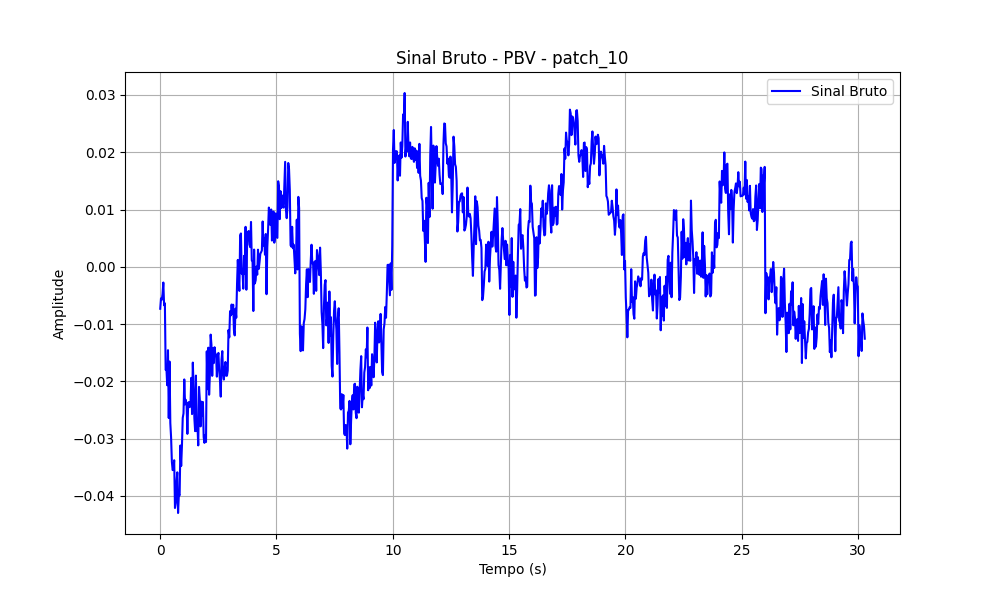 Sinal Bruto - PBV - patch_10
Sinal Bruto
Amplitude
0.03
0.02
0.01
0.00
−0.01
−0.02
−0.03
−0.04
0 5 10 15 20 25 30
Tempo (s)